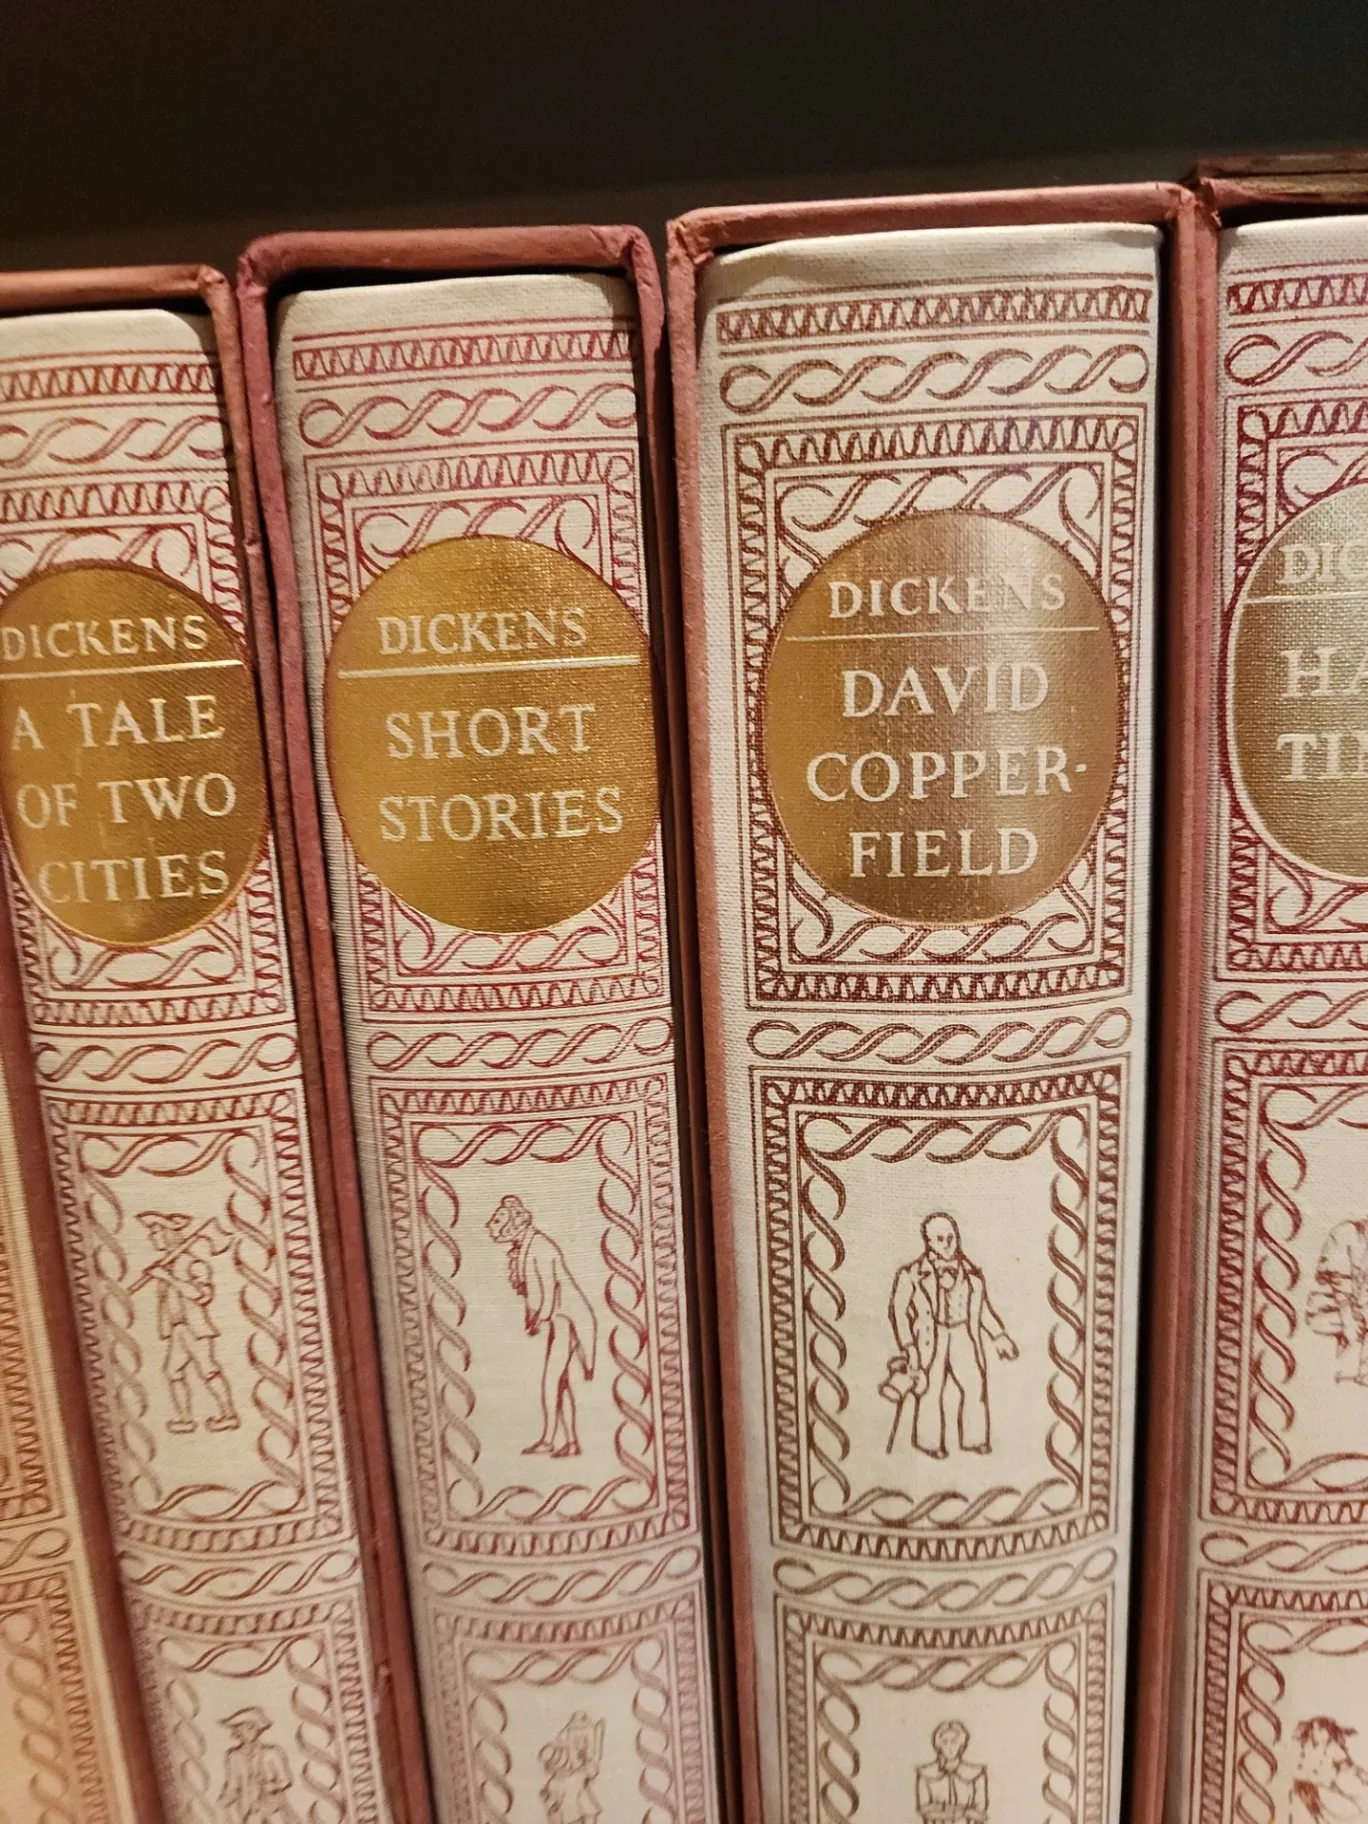 DICKENS
A TALE
OF TWO
CITIES
DICKENS
SHORT
STORIES
DICKENS
DAVID
COPPER-
FIELD